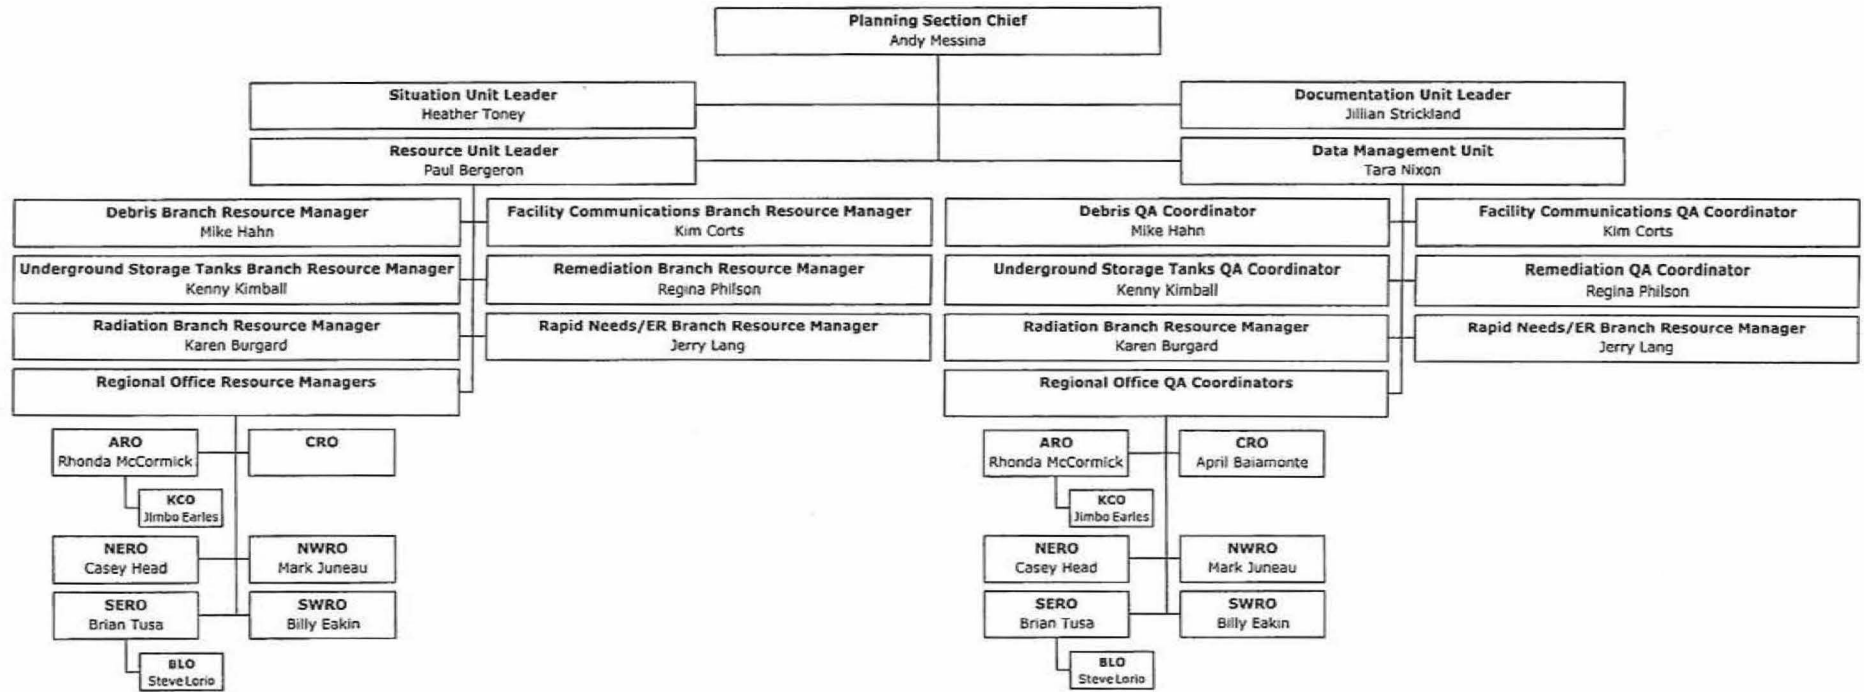 Planning Section Chief
Andy Messina
Situation Unit Leader
Heather Toney
Documentation Unit Leader
Jillian Strickland
Resource Unit Leader
Paul Bergeron
Data Management Unit
Tara Nixon
Debris Branch Resource Manager
Mike Hahn
Facility Communications Branch Resource Manager
Kim Corts
Underground Storage Tanks Branch Resource Manager
Kenny Kimball
Remediation Branch Resource Manager
Regina Philson
Radiation Branch Resource Manager
Karen Burgard
Rapid Needs/ER Branch Resource Manager
Jerry Lang
Regional Office Resource Managers
ARO
Rhonda McCormick
CRO
KCO
Jimbo Earles
NERO
Casey Head
NWRO
Mark Juneau
SERO
Brian Tusa
SWRO
Billy Eakin
BLO
Steve Lorio
Debris QA Coordinator
Mike Hahn
Facility Communications QA Coordinator
Kim Corts
Underground Storage Tanks QA Coordinator
Kenny Kimball
Remediation QA Coordinator
Regina Philson
Radiation Branch Resource Manager
Karen Burgard
Rapid Needs/ER Branch Resource Manager
Jerry Lang
Regional Office QA Coordinators
ARO
Rhonda McCormick
CRO
April Baiamonte
KCO
Jimbo Earles
NERO
Casey Head
NWRO
Mark Juneau
SERO
Brian Tusa
SWRO
Billy Eakin
BLO
Steve Lorio